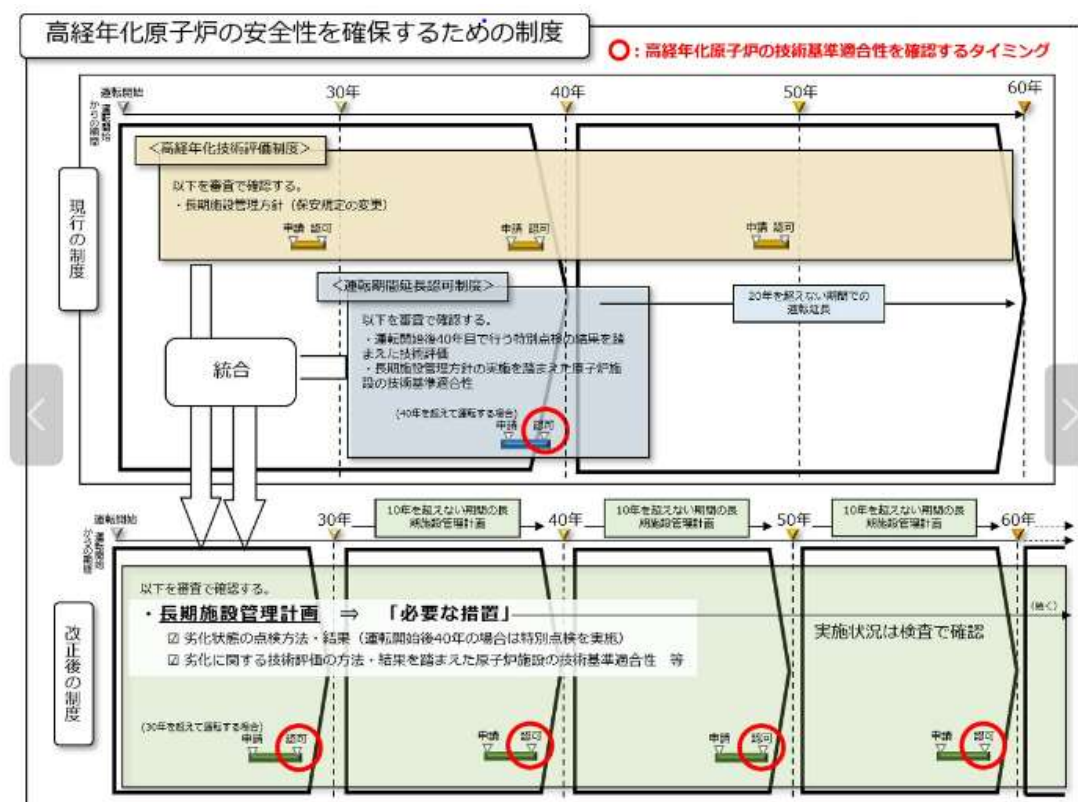 高経年化原子炉の安全性を確保するための制度
○:高経年化原子炉の技術基準適合性を確認するタイミング
運転開始
30年
40年
50年
60年
運転開始
からの期間
現行の制度
<高経年化技術評価制度>
以下を審査で確認する。
・長期施設管理方針(保安規定の変更)
申請 認可
申請 認可
申請 認可
<運転期間延長認可制度>
以下を審査で確認する。
・運転開始後40年目で行う特別点検の結果を踏
まえた技術評価
・長期施設管理方針の実施を踏まえた原子炉施
設の技術基準適合性
(40年を超えて運転する場合)
申請 認可
20年を超えない期間での
運転延長
統合
運転開始
30年
10年を超えない期間の長
期施設管理計画
40年
10年を超えない期間の長
期施設管理計画
50年
10年を超えない期間の長
期施設管理計画
60年
運転開始
からの期間
改正後の制度
以下を審査で確認する。
・長期施設管理計画 ⇒ 「必要な措置」
☑ 劣化状態の点検方法・結果(運転開始後40年の場合は特別点検を実施)
☑ 劣化に関する技術評価の方法・結果を踏まえた原子炉施設の技術基準適合性 等
(続く)
実施状況は検査で確認
(30年を超えて運転する場合)
申請 認可
申請 認可
申請 認可
申請 認可